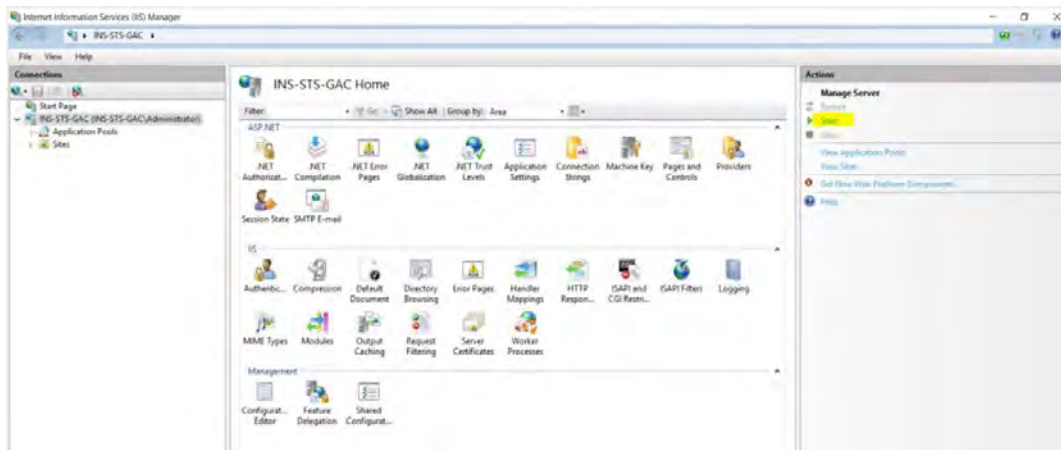 Internet Information Services (IIS) Manager
INS-STS-GAC
File View Help
Connections
Start Page
INS-STS-GAC (INS-STS-GAC\Administrator)
Application Pools
Sites
INS-STS-GAC Home
Filter: Go Show All Group by: Area
ASP.NET
.NET Authorizat...
.NET Compilation
.NET Error Pages
.NET Globalization
.NET Trust Levels
Application Settings
Connection Strings
Machine Key
Pages and Controls
Providers
Session State
SMTP E-mail
IIS
Authentic...
Compression
Default Document
Directory Browsing
Error Pages
Handler Mappings
HTTP Respon...
ISAPI and CGI Restri...
ISAPI Filters
Logging
MIME Types
Modules
Output Caching
Request Filtering
Server Certificates
Worker Processes
Management
Configurat... Editor
Feature Delegation
Shared Configurat...
Actions
Manage Server
Restart
Start
Stop
View Application Pools
View Sites
Get New Web Platform Components
Help